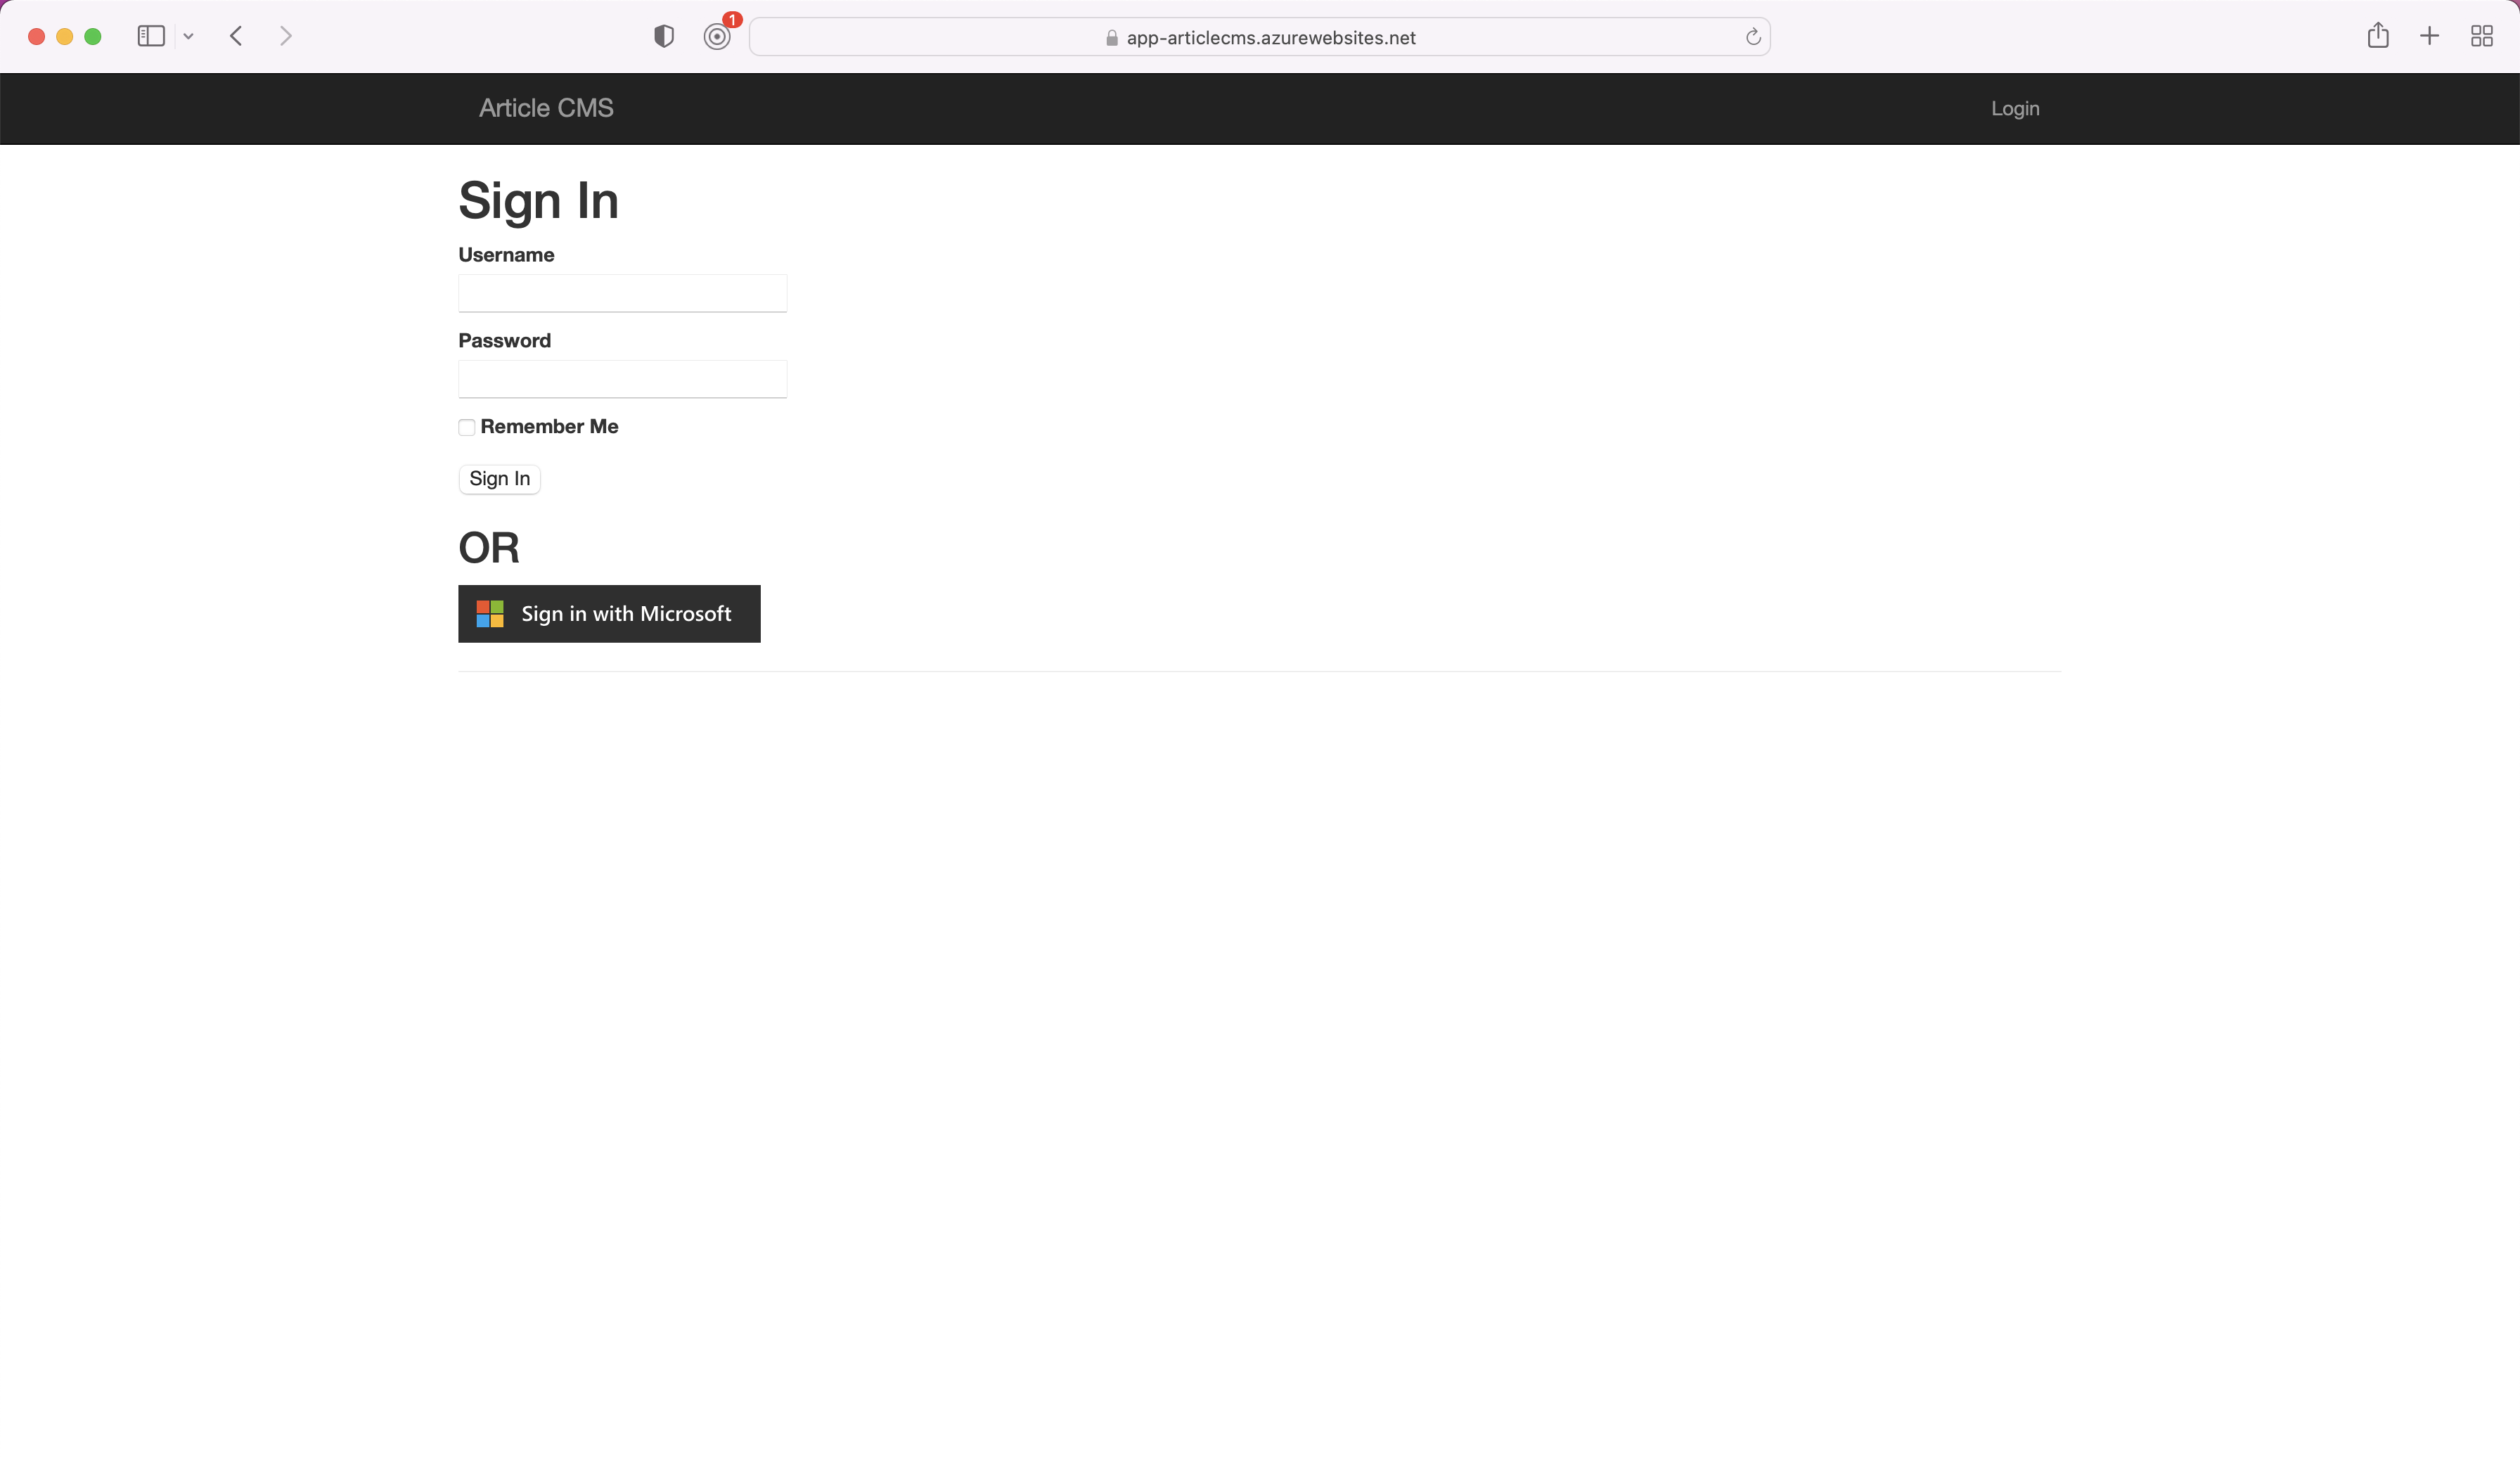 1
app-articlecms.azurewebsites.net
Article CMS
Login
Sign In
Username
Password
Remember Me
Sign In
OR
Sign in with Microsoft